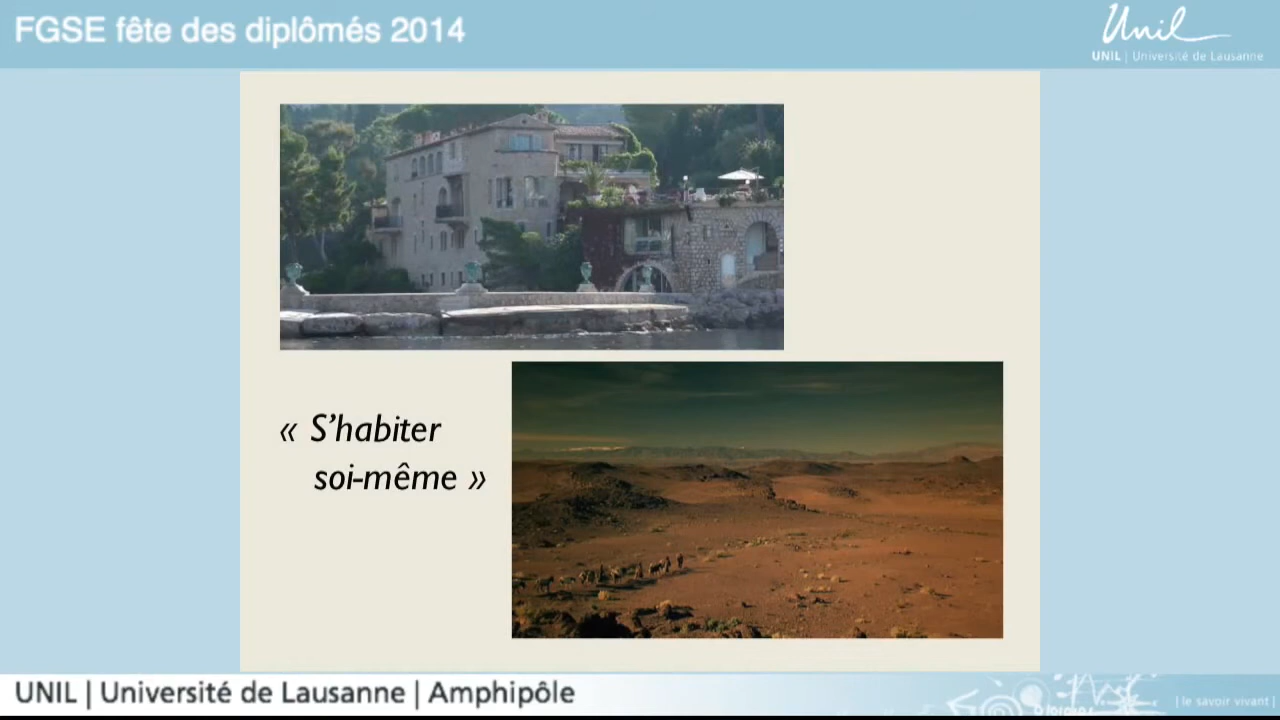 FGSE fête des diplômés 2014
Unil
UNIL | Université de Lausanne
« S'habiter
soi-même »
UNIL | Université de Lausanne | Amphipôle
| le savoir vivant |